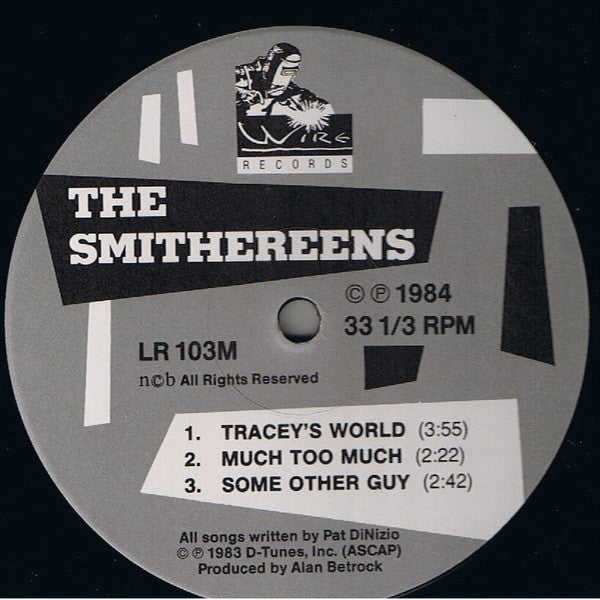 Wire
RECORDS
THE
SMITHEREENS
© ℗ 1984
33 1/3 RPM
LR 103M
n©b All Rights Reserved
1. TRACEY'S WORLD (3:55)
2. MUCH TOO MUCH (2:22)
3. SOME OTHER GUY (2:42)
All songs written by Pat DiNizio
© ℗ 1983 D-Tunes, Inc. (ASCAP)
Produced by Alan Betrock